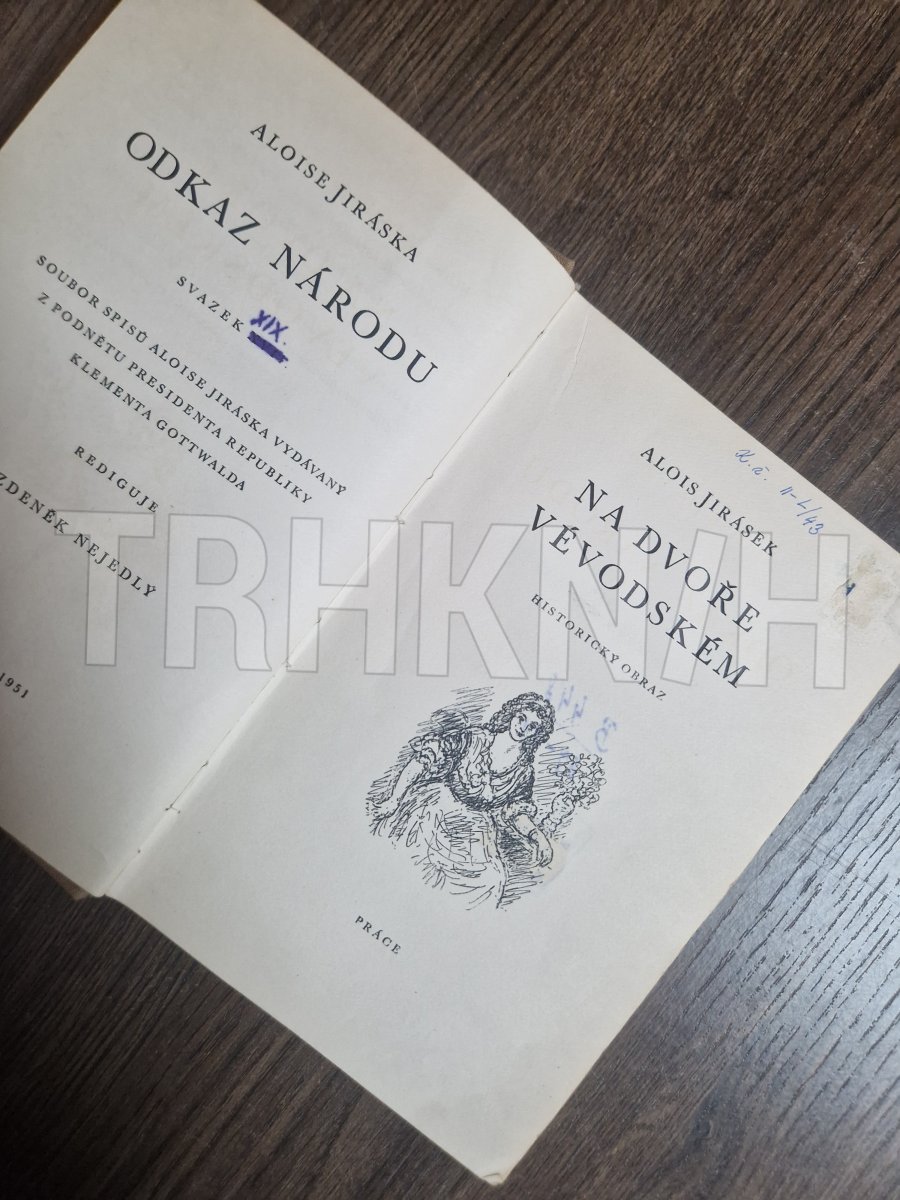 ALOISE JIRÁSKA
ODKAZ NÁRODU
SVAZEK XIX.
SOUBOR SPISŮ ALOISE JIRÁSKA VYDÁVANÝ
Z PODNĚTU PRESIDENTA REPUBLIKY
KLEMENTA GOTTWALDA
REDIGUJE
ZDENĚK NEJEDLÝ
1951
ALOIS JIRÁSEK
NA DVOŘE
VÉVODSKÉM
HISTORICKÝ OBRAZ
PRÁCE
TRHKNIH